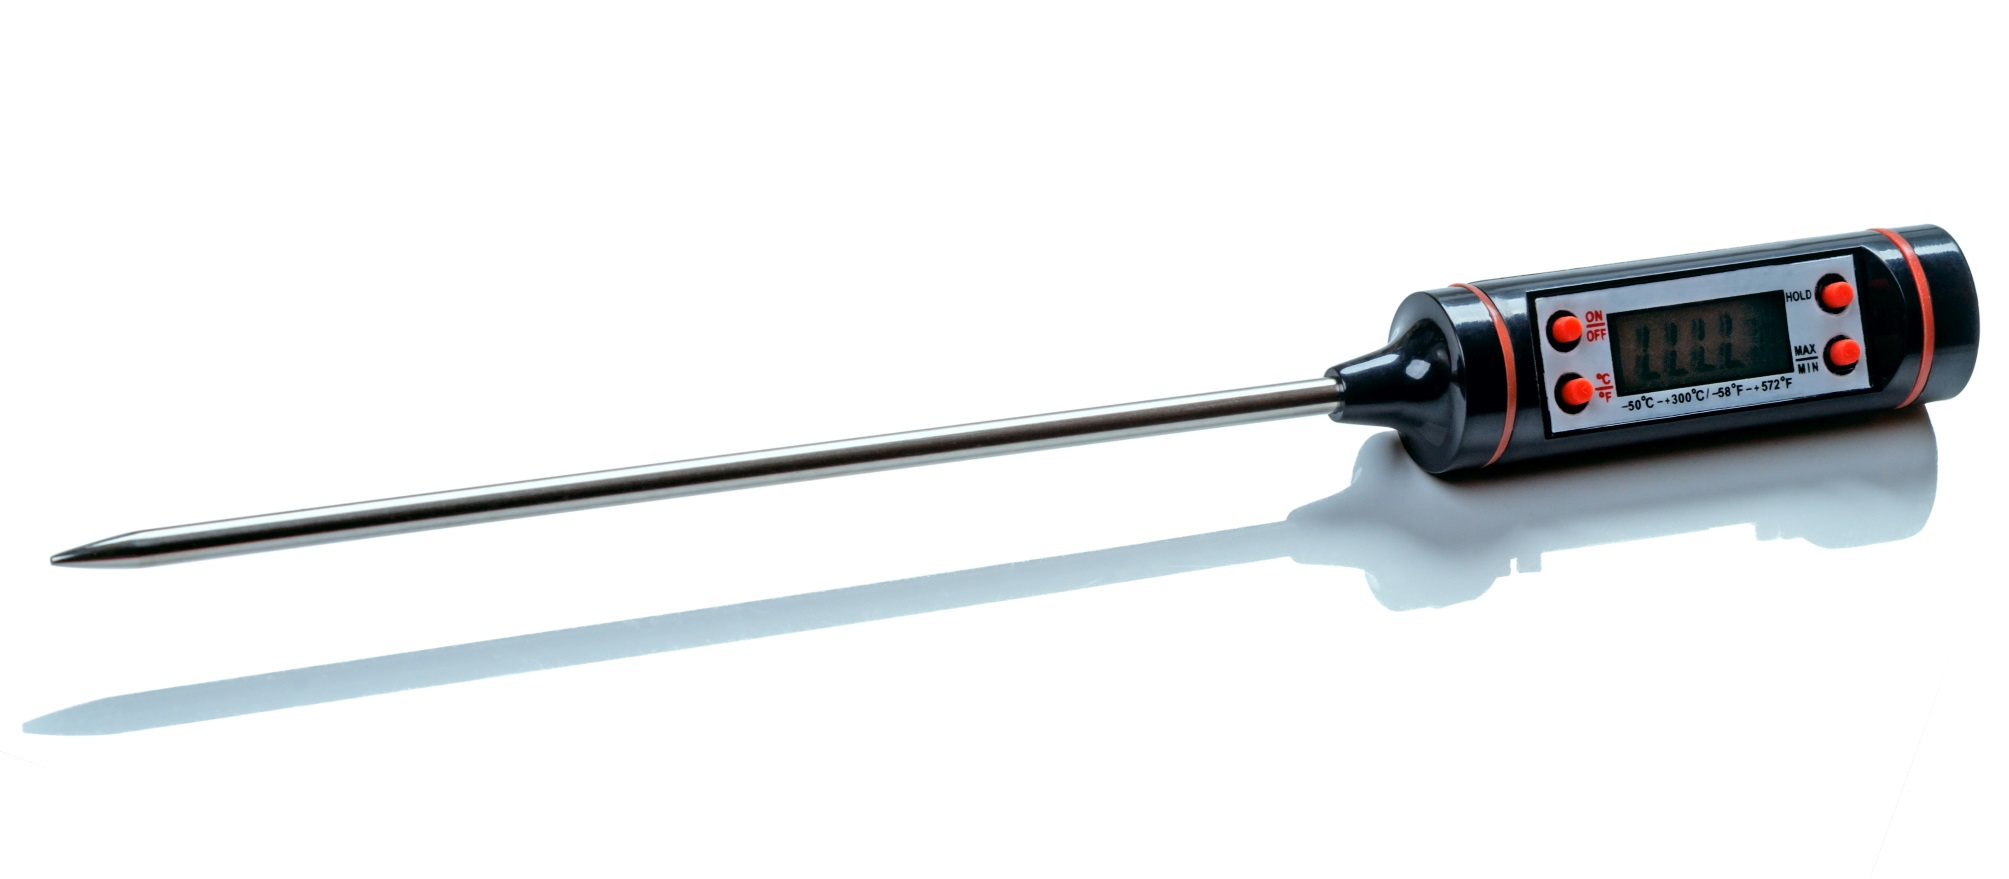 ON
OFF
°C
°F
HOLD
MAX
MIN
-50°C-+300°C/-58°F-+572°F